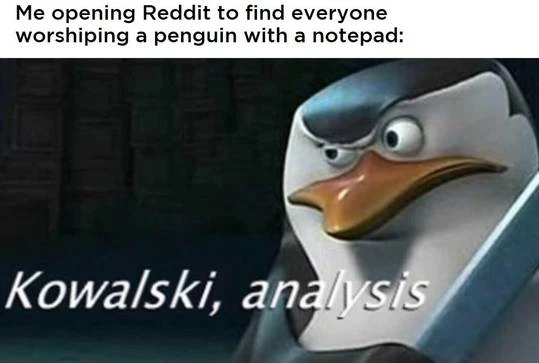 Me opening Reddit to find everyone
worshiping a penguin with a notepad:
Kowalski, analysis